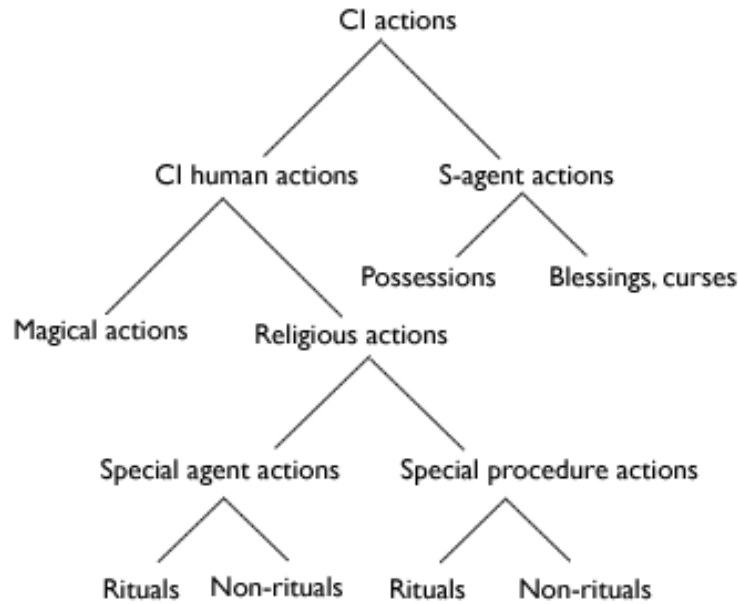 CI actions
CI human actions
S-agent actions
Possessions
Blessings, curses
Magical actions
Religious actions
Special agent actions
Special procedure actions
Rituals
Non-rituals
Rituals
Non-rituals